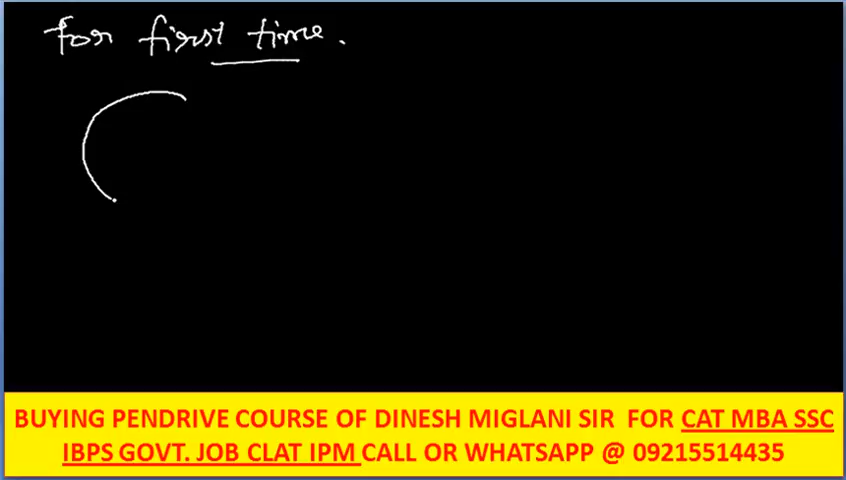 for first time.
BUYING PENDRIVE COURSE OF DINESH MIGLANI SIR FOR CAT MBA SSC
IBPS GOVT. JOB CLAT IPM CALL OR WHATSAPP @ 09215514435